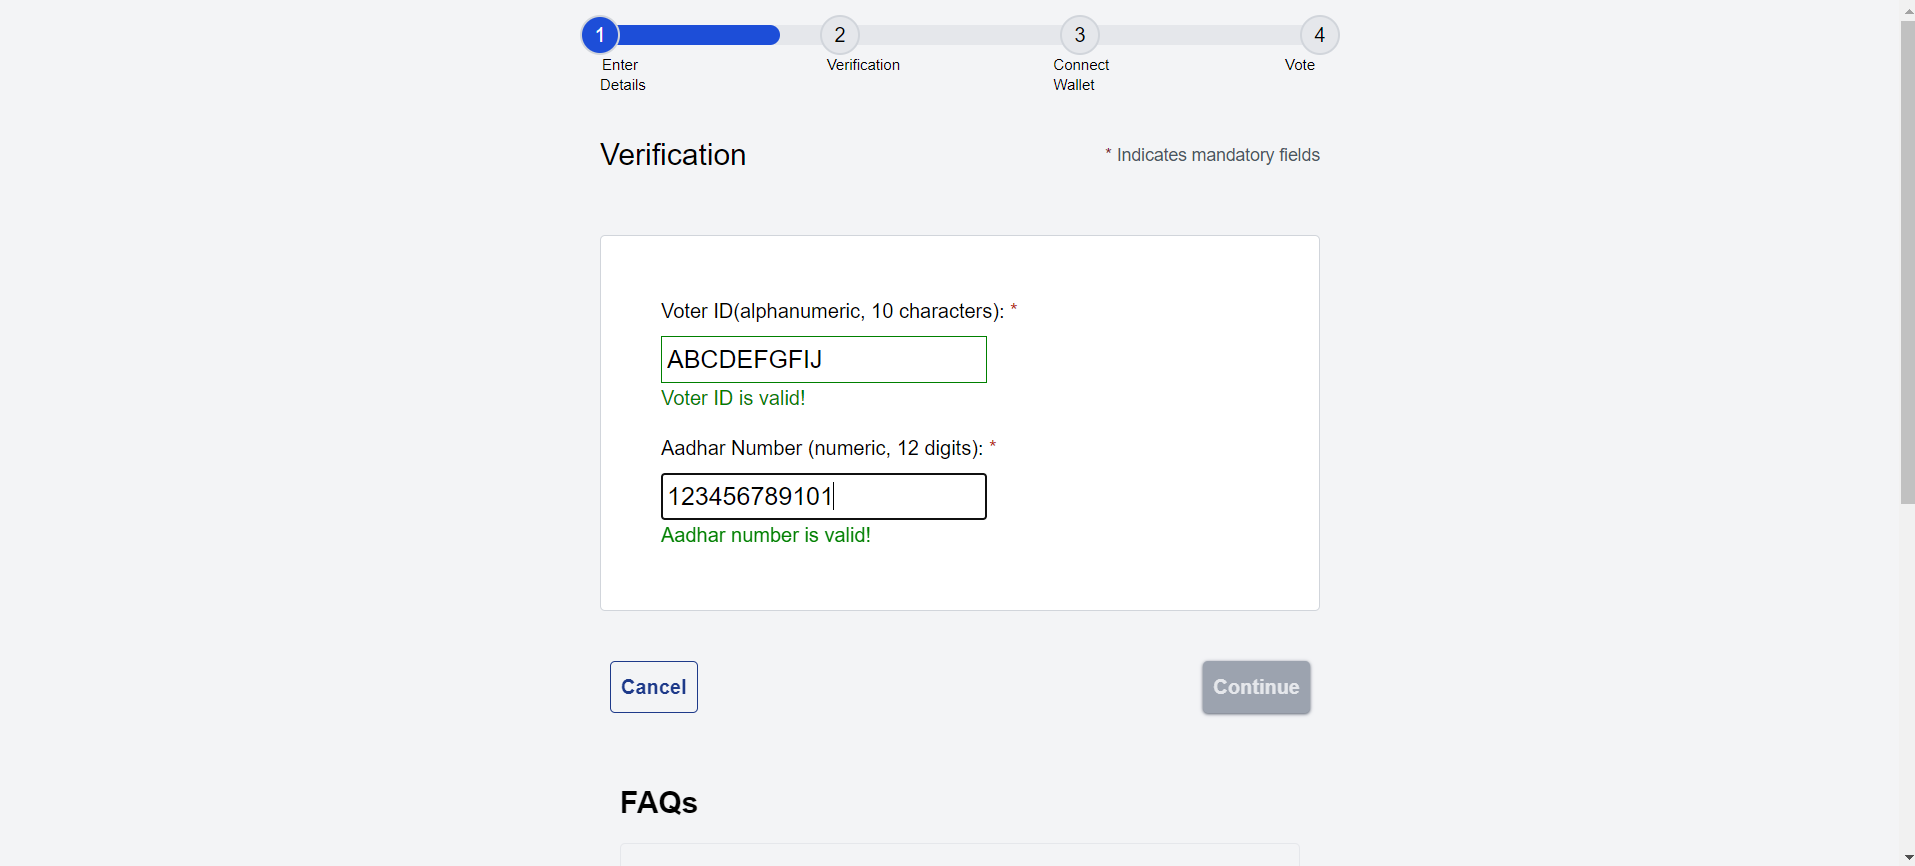 1 2 3 4
Enter Details Verification Connect Wallet Vote
Verification * Indicates mandatory fields
Voter ID(alphanumeric, 10 characters): *
ABCDEFGFIJ
Voter ID is valid!
Aadhar Number (numeric, 12 digits): *
123456789101
Aadhar number is valid!
Cancel Continue
FAQs